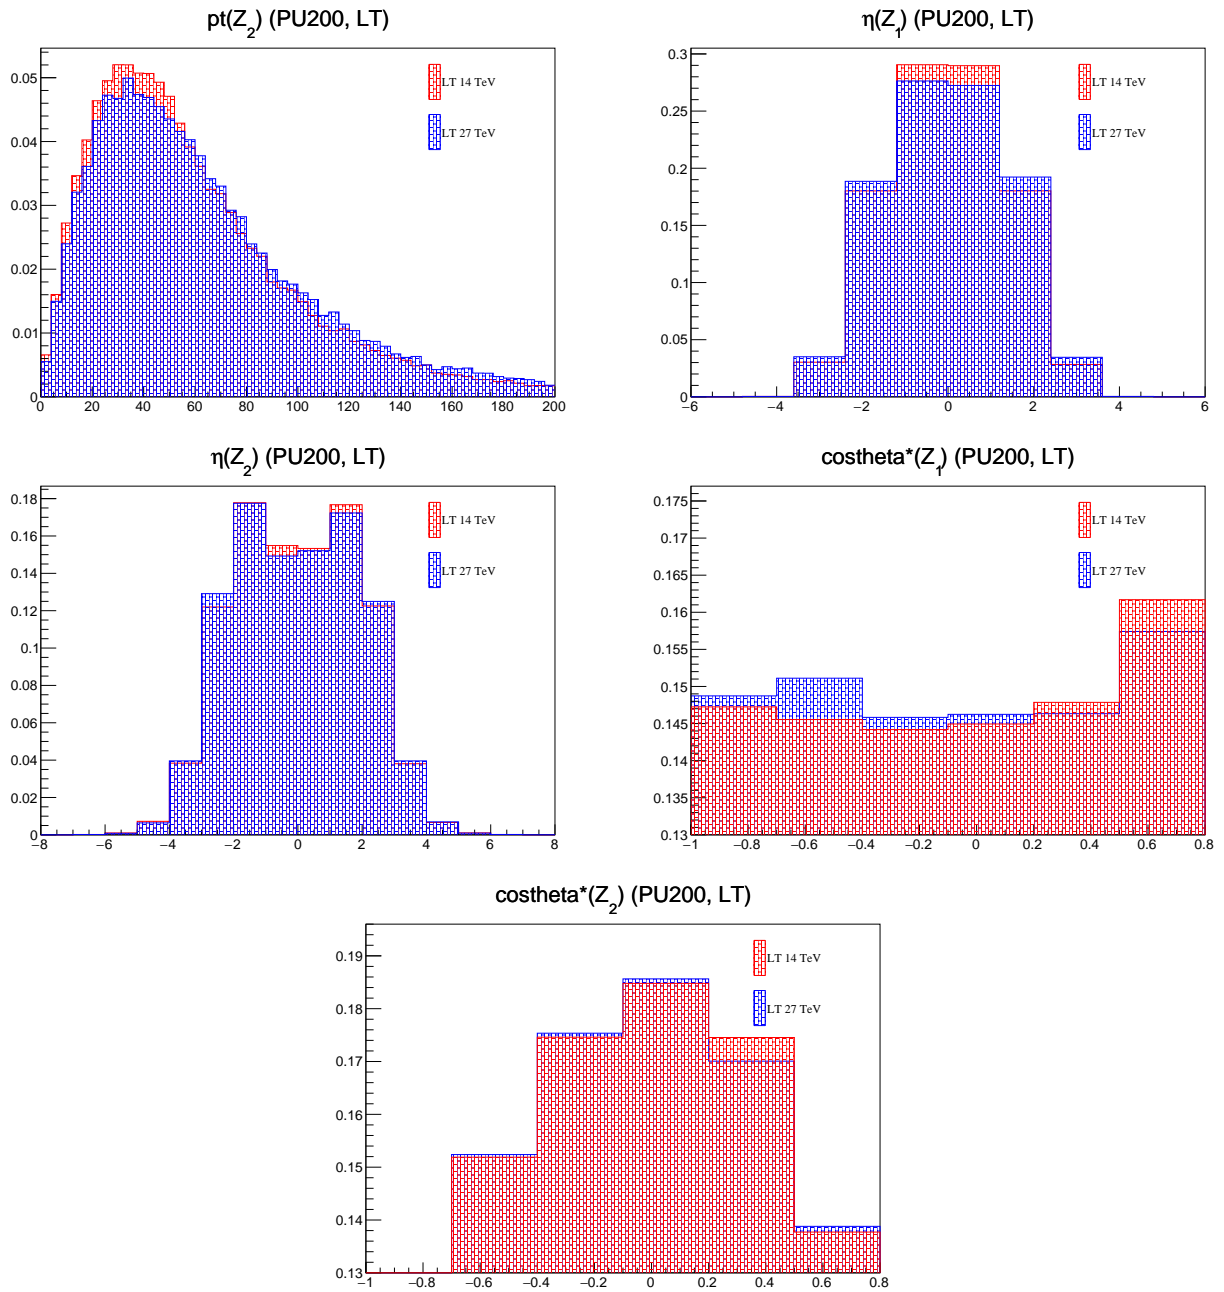 pt(Z₂) (PU200, LT)
LT 14 TeV
LT 27 TeV
0.05
0.04
0.03
0.02
0.01
0
0 20 40 60 80 100 120 140 160 180 200
η(Z₁) (PU200, LT)
LT 14 TeV
LT 27 TeV
0.3
0.25
0.2
0.15
0.1
0.05
0
−6 −4 −2 0 2 4 6
η(Z₂) (PU200, LT)
LT 14 TeV
LT 27 TeV
0.18
0.16
0.14
0.12
0.1
0.08
0.06
0.04
0.02
0
−8 −6 −4 −2 0 2 4 6 8
costheta*(Z₁) (PU200, LT)
LT 14 TeV
LT 27 TeV
0.175
0.17
0.165
0.16
0.155
0.15
0.145
0.14
0.135
0.13
−1 −0.8 −0.6 −0.4 −0.2 0 0.2 0.4 0.6 0.8
costheta*(Z₂) (PU200, LT)
LT 14 TeV
LT 27 TeV
0.19
0.18
0.17
0.16
0.15
0.14
0.13
−1 −0.8 −0.6 −0.4 −0.2 0 0.2 0.4 0.6 0.8